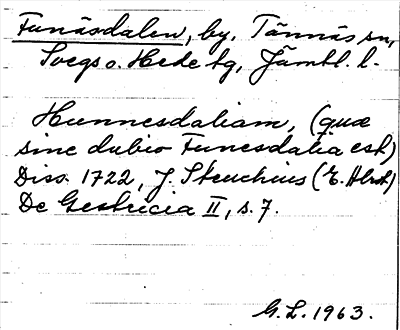 Funäsdalen, by, Tännäs sn,
Svegs o. Hede tg, Jämtl. l.
Hunnesdaliam, (quæ
sine dubio Funesdalia est)
Diss. 1722, J. Steuchius (E. Alrot)
De Gestricia II, s. 7.
G. L. 1963.